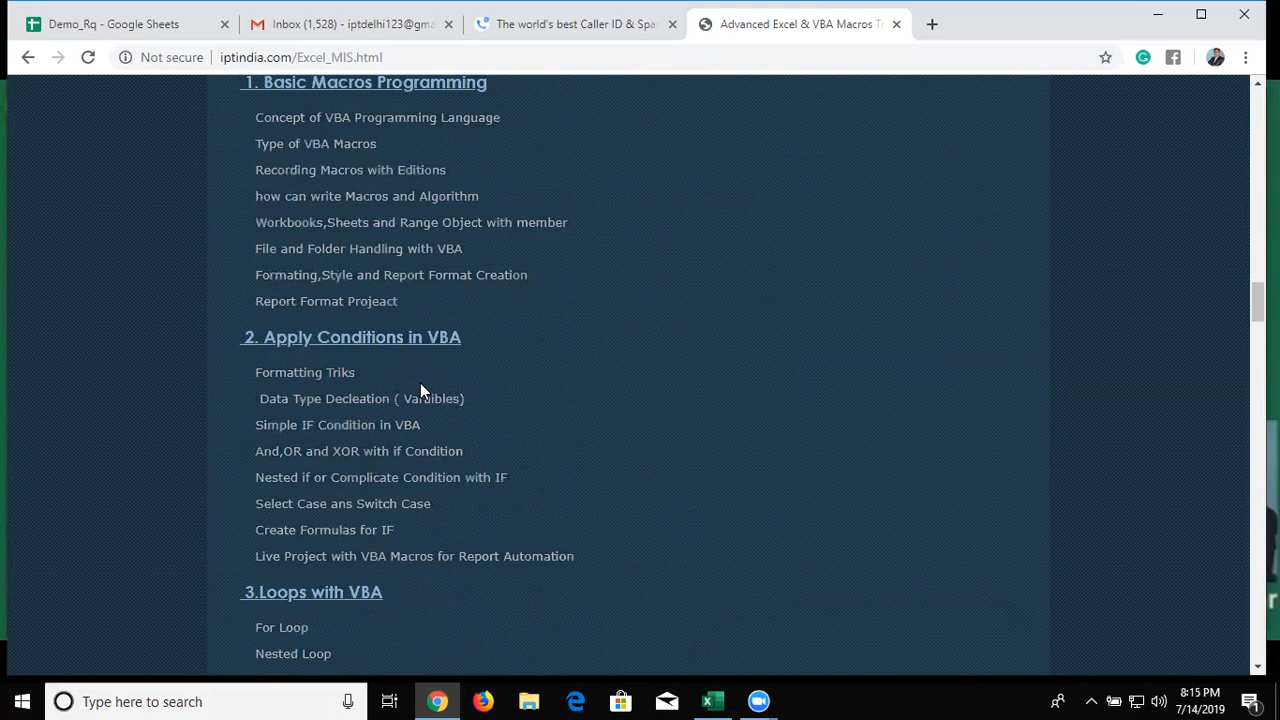 Demo_Rq - Google Sheets
Inbox (1,528) - iptdelhi123@gma
The world's best Caller ID & Spa
Advanced Excel & VBA Macros Tr
Not secure
iptindia.com/Excel_MIS.html
1. Basic Macros Programming
Concept of VBA Programming Language
Type of VBA Macros
Recording Macros with Editions
how can write Macros and Algorithm
Workbooks,Sheets and Range Object with member
File and Folder Handling with VBA
Formating,Style and Report Format Creation
Report Format Projeact
2. Apply Conditions in VBA
Formatting Triks
Data Type Decleation ( Varaibles)
Simple IF Condition in VBA
And,OR and XOR with if Condition
Nested if or Complicate Condition with IF
Select Case ans Switch Case
Create Formulas for IF
Live Project with VBA Macros for Report Automation
3.Loops with VBA
For Loop
Nested Loop
r
Type here to search
8:15 PM
7/14/2019
1